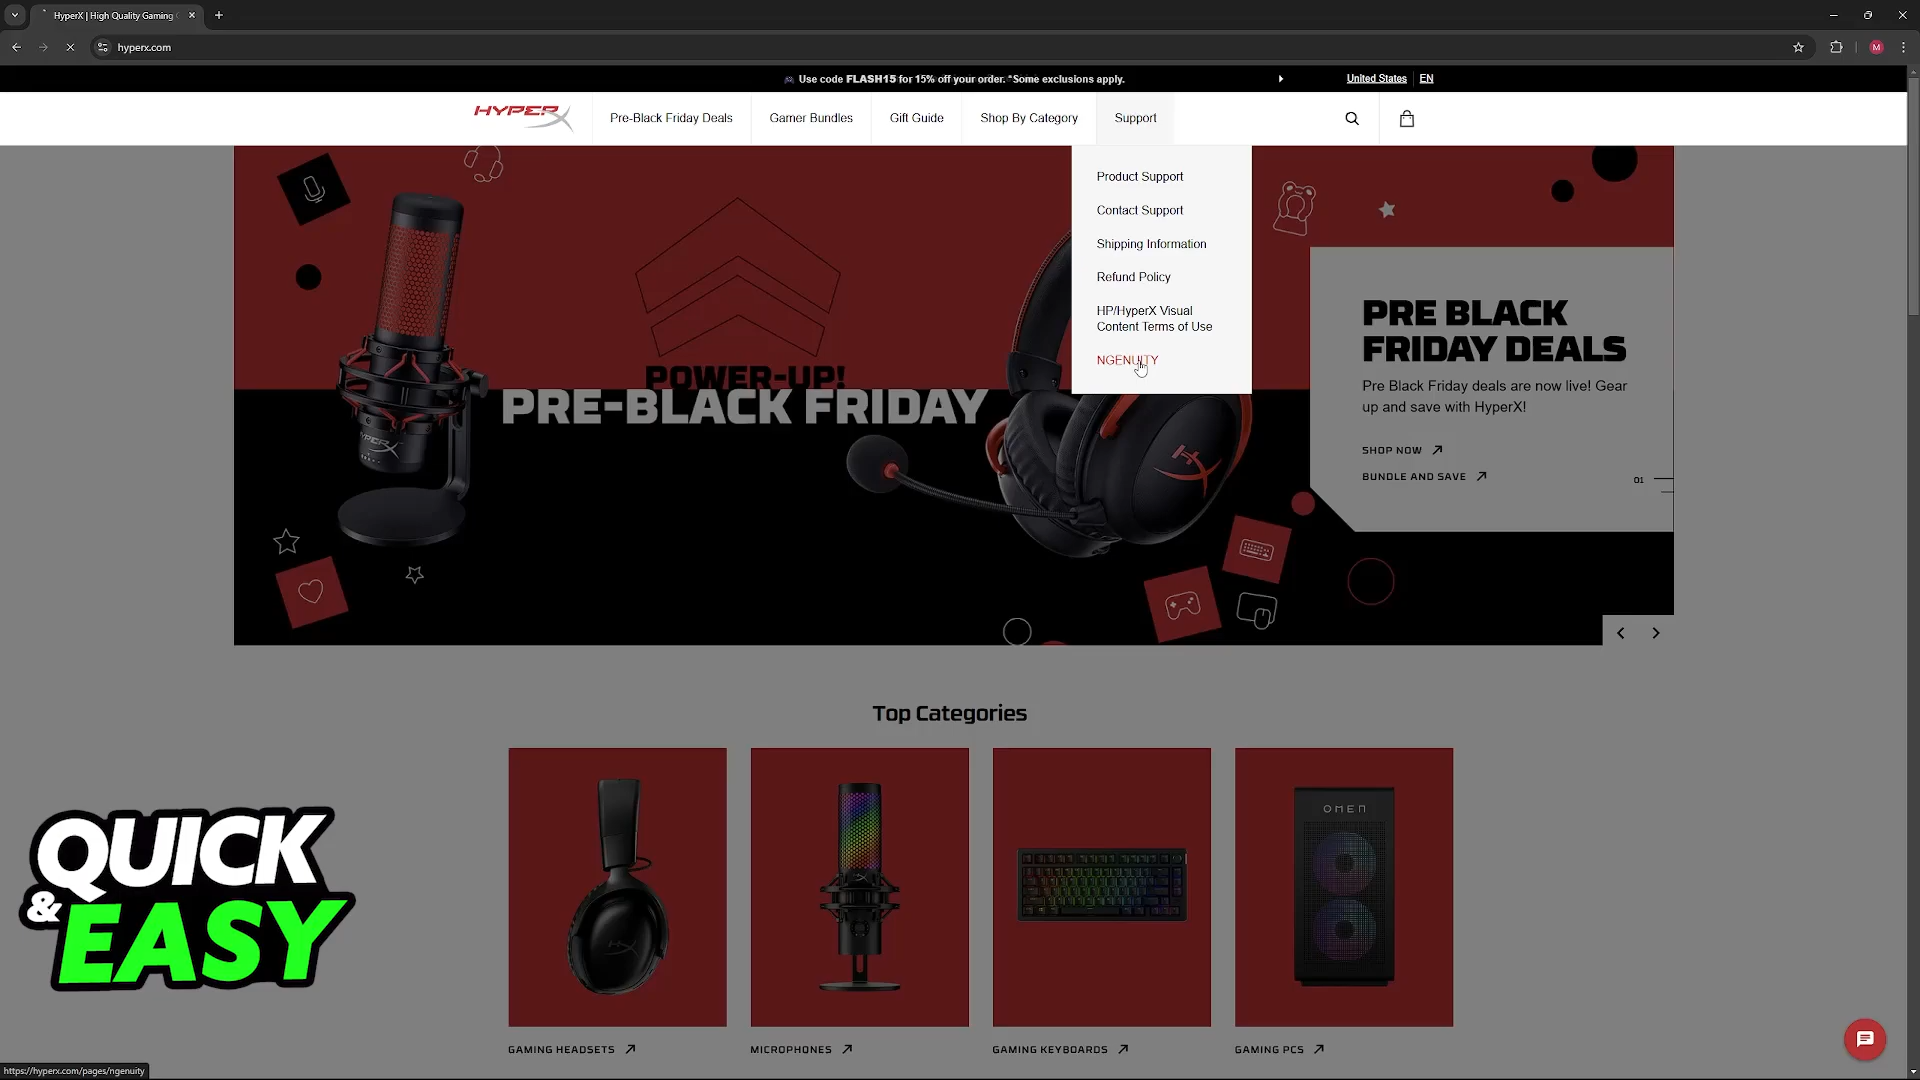 HyperX | High Quality Gaming
hyperx.com
Use code FLASH15 for 15% off your order. *Some exclusions apply.
United States
EN
HYPERX
Pre-Black Friday Deals
Gamer Bundles
Gift Guide
Shop By Category
Support
Product Support
Contact Support
Shipping Information
Refund Policy
HP/HyperX Visual
Content Terms of Use
NGENUITY
POWER-UP!
PRE-BLACK FRIDAY
HYPERX
HX
PRE BLACK
FRIDAY DEALS
Pre Black Friday deals are now live! Gear
up and save with HyperX!
SHOP NOW
BUNDLE AND SAVE
01
Top Categories
OMEN
QUICK
& EASY
GAMING HEADSETS
MICROPHONES
GAMING KEYBOARDS
GAMING PCS
https://hyperx.com/pages/ngenuity
M